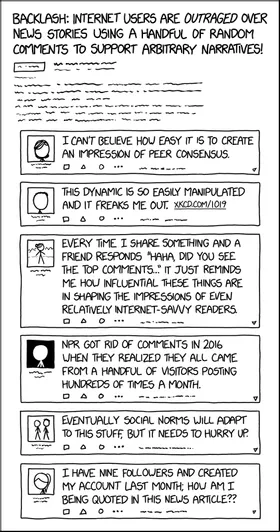 BACKLASH: INTERNET USERS ARE OUTRAGED OVER
NEWS STORIES USING A HANDFUL OF RANDOM
COMMENTS TO SUPPORT ARBITRARY NARRATIVES!
I CAN'T BELIEVE HOW EASY IT IS TO CREATE
AN IMPRESSION OF PEER CONSENSUS.
THIS DYNAMIC IS SO EASILY MANIPULATED
AND IT FREAKS ME OUT. XKCD.COM/1019
EVERY TIME I SHARE SOMETHING AND A
FRIEND RESPONDS "HAHA, DID YOU SEE
THE TOP COMMENTS..." IT JUST REMINDS
ME HOW INFLUENTIAL THESE THINGS ARE
IN SHAPING THE IMPRESSIONS OF EVEN
RELATIVELY INTERNET-SAVVY READERS.
NPR GOT RID OF COMMENTS IN 2016
WHEN THEY REALIZED THEY ALL CAME
FROM A HANDFUL OF VISITORS POSTING
HUNDREDS OF TIMES A MONTH.
EVENTUALLY SOCIAL NORMS WILL ADAPT
TO THIS STUFF, BUT IT NEEDS TO HURRY UP.
I HAVE NINE FOLLOWERS AND CREATED
MY ACCOUNT LAST MONTH; HOW AM I
BEING QUOTED IN THIS NEWS ARTICLE??